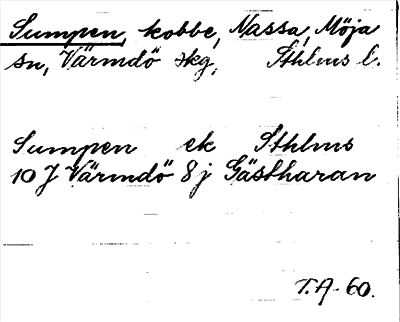 Sumpen, kobbe, Nassa, Möja
sn, Värmdö skg, Sthlms l.
Sumpen ek Sthlms
10 J Värmdö 8 j Gästharan
T.A-60.